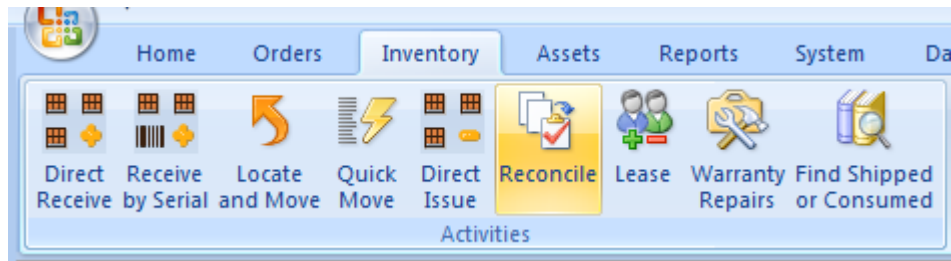 Home Orders Inventory Assets Reports System Da
Direct Receive Locate Quick Direct Reconcile Lease Warranty Find Shipped
Receive by Serial and Move Move Issue Repairs or Consumed
Activities